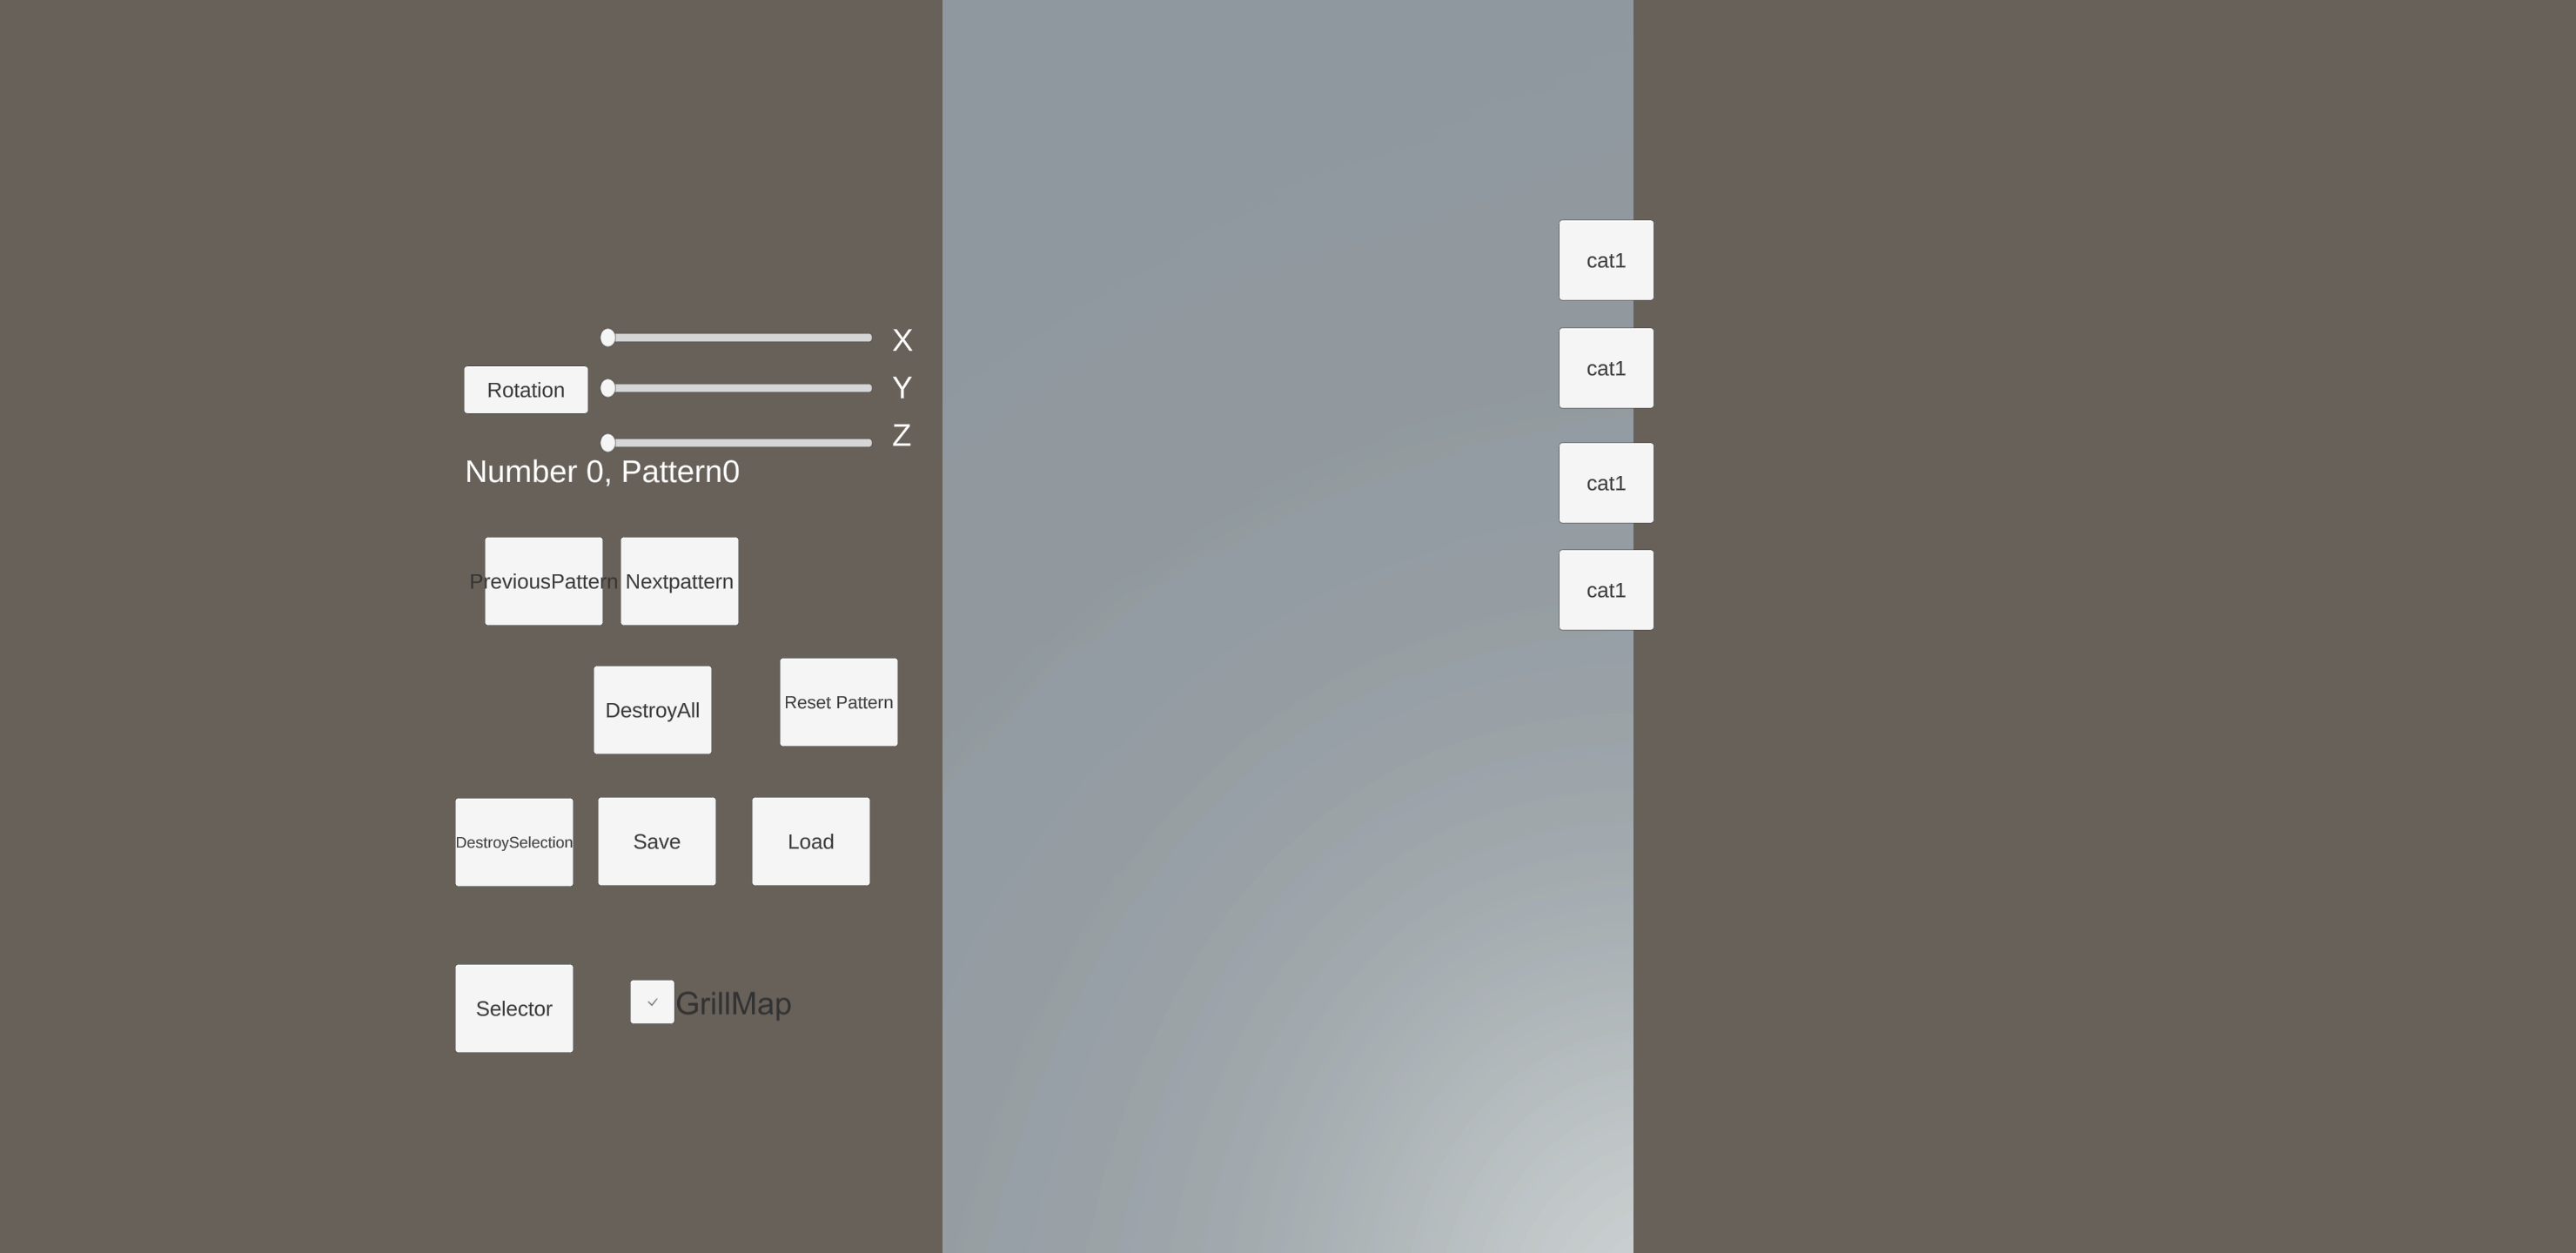 cat1
X
cat1
Rotation
Y
Z
Number 0, Pattern0
cat1
PreviousPattern
Nextpattern
cat1
DestroyAll
Reset Pattern
DestroySelection
Save
Load
Selector
GrillMap